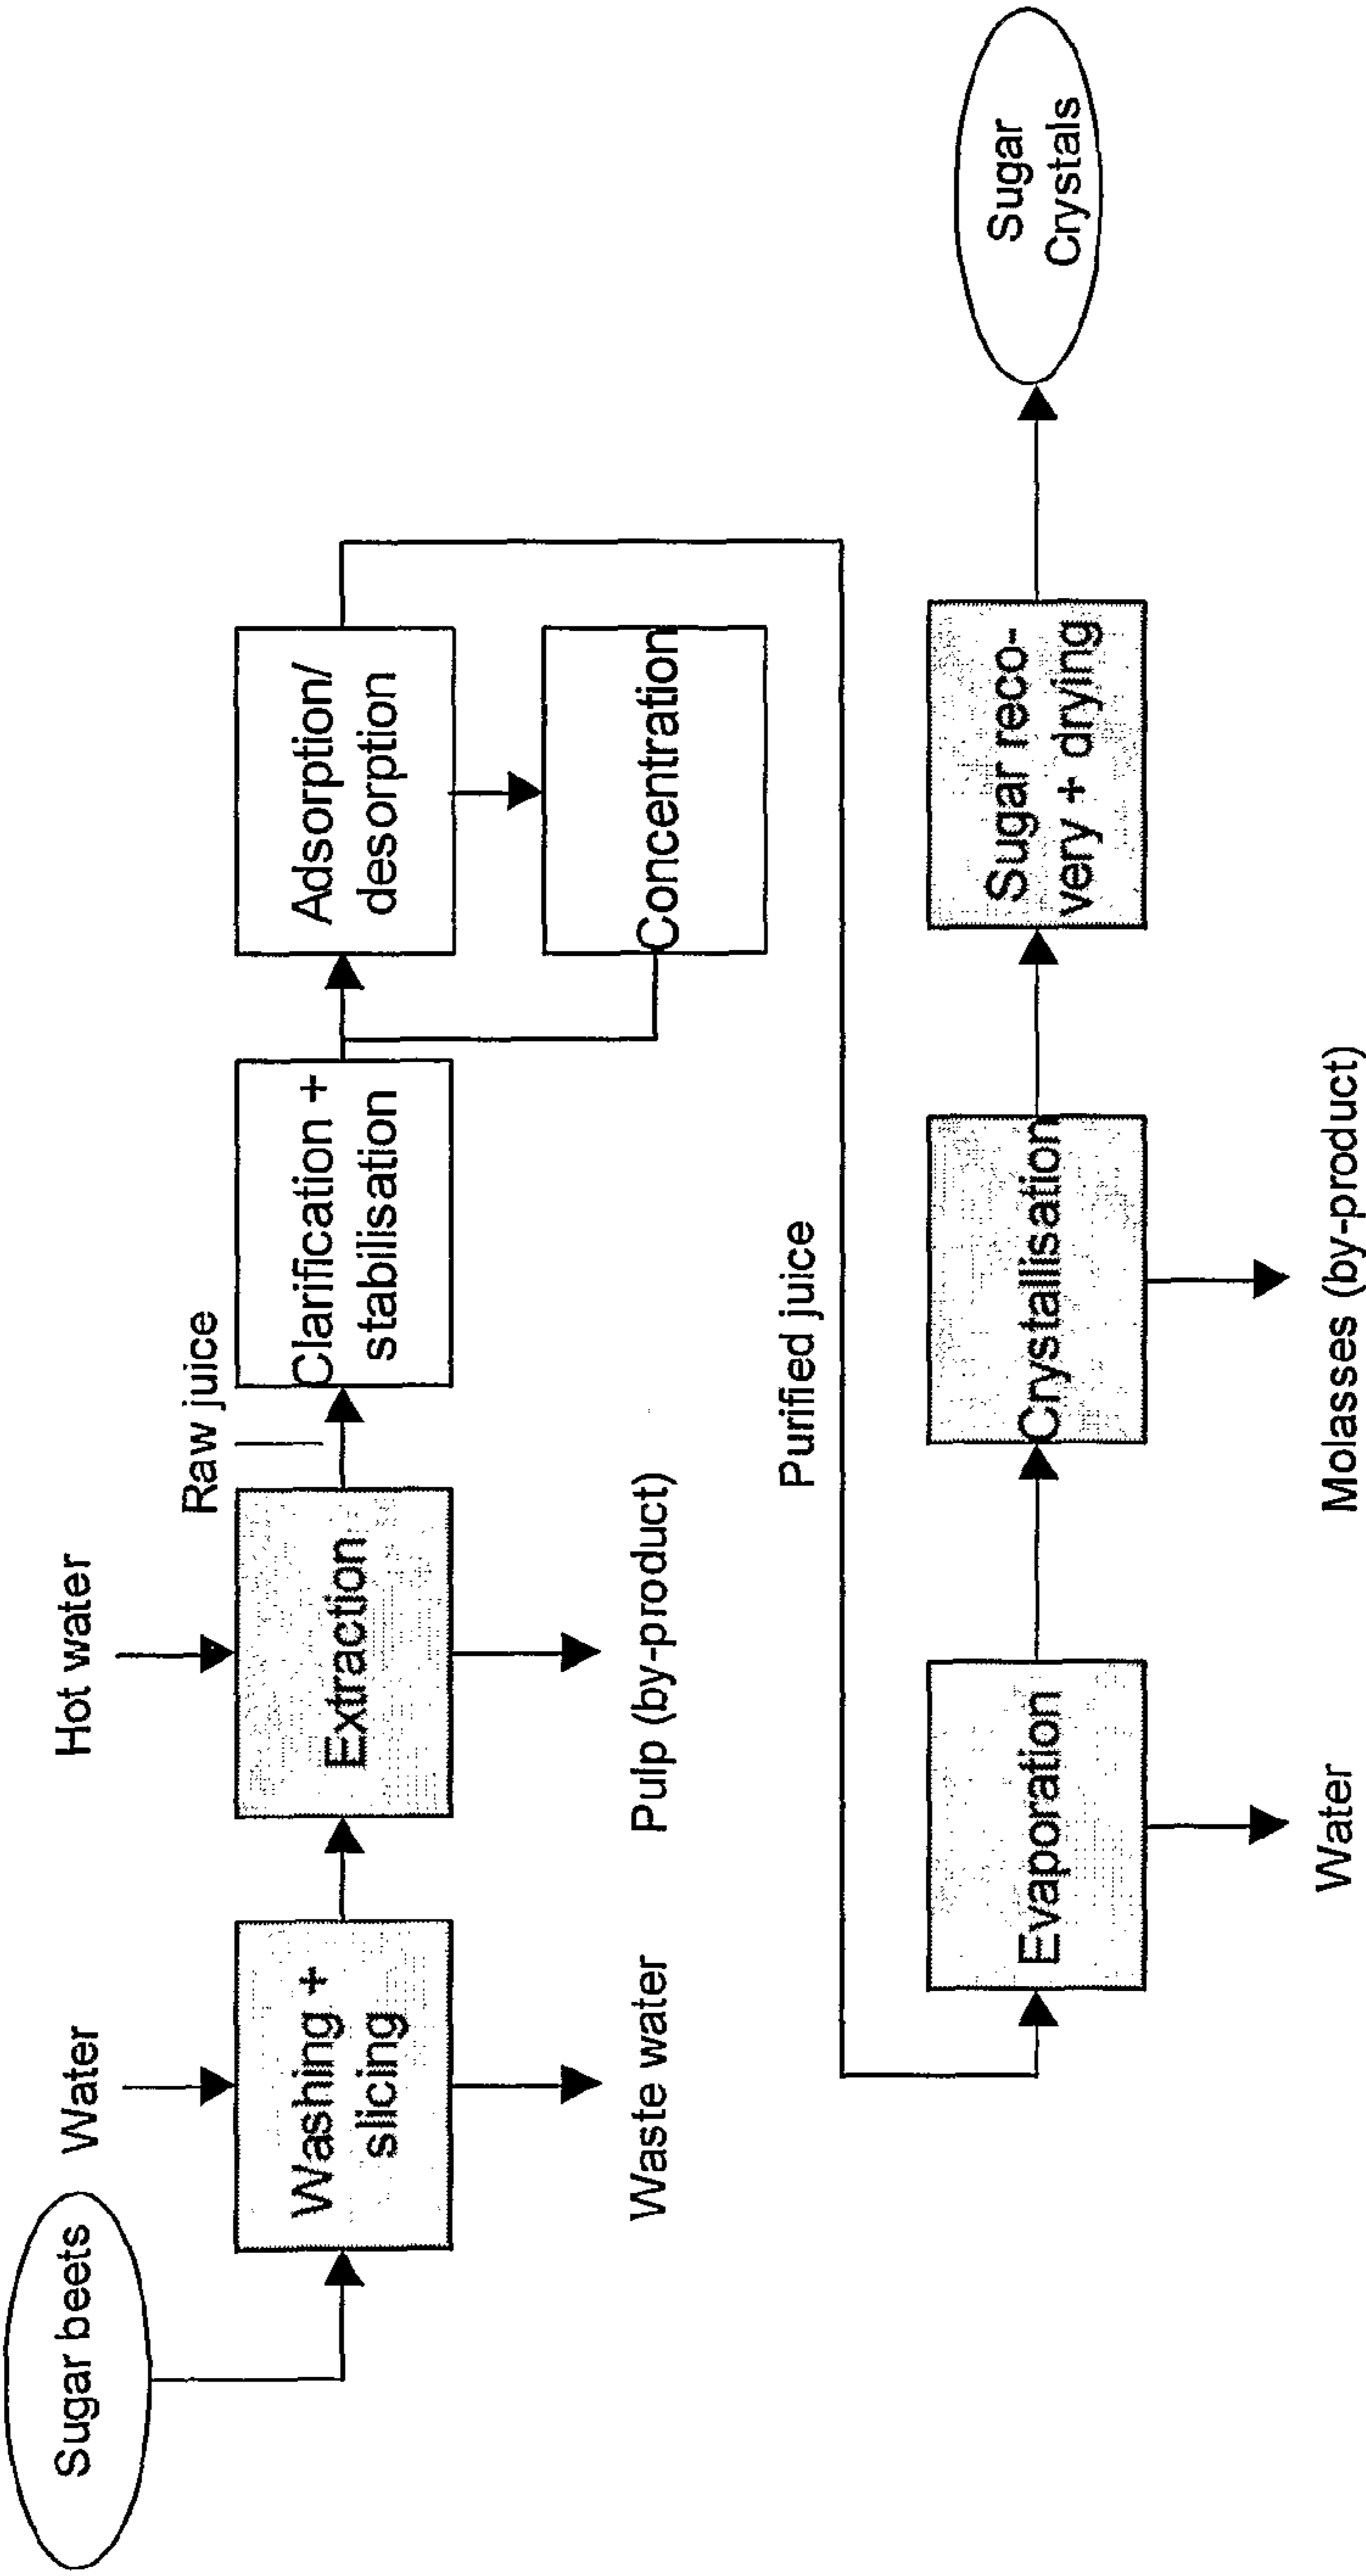 Sugar beets
Water
Washing +
slicing
Waste water
Hot water
Extraction
Pulp (by-product)
Raw juice
Clarification +
stabilisation
Adsorption/
desorption
Concentration
Purified juice
Evaporation
Water
Crystallisation
Molasses (by-product)
Sugar reco-
very + drying
Sugar
Crystals